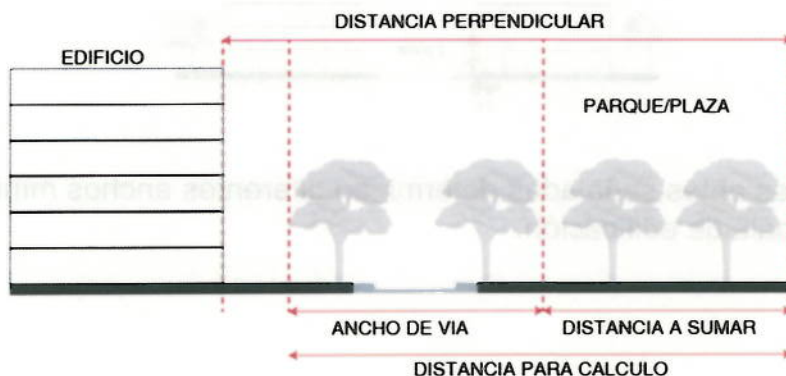 DISTANCIA PERPENDICULAR
EDIFICIO
PARQUE/PLAZA
ANCHO DE VIA
DISTANCIA A SUMAR
DISTANCIA PARA CALCULO